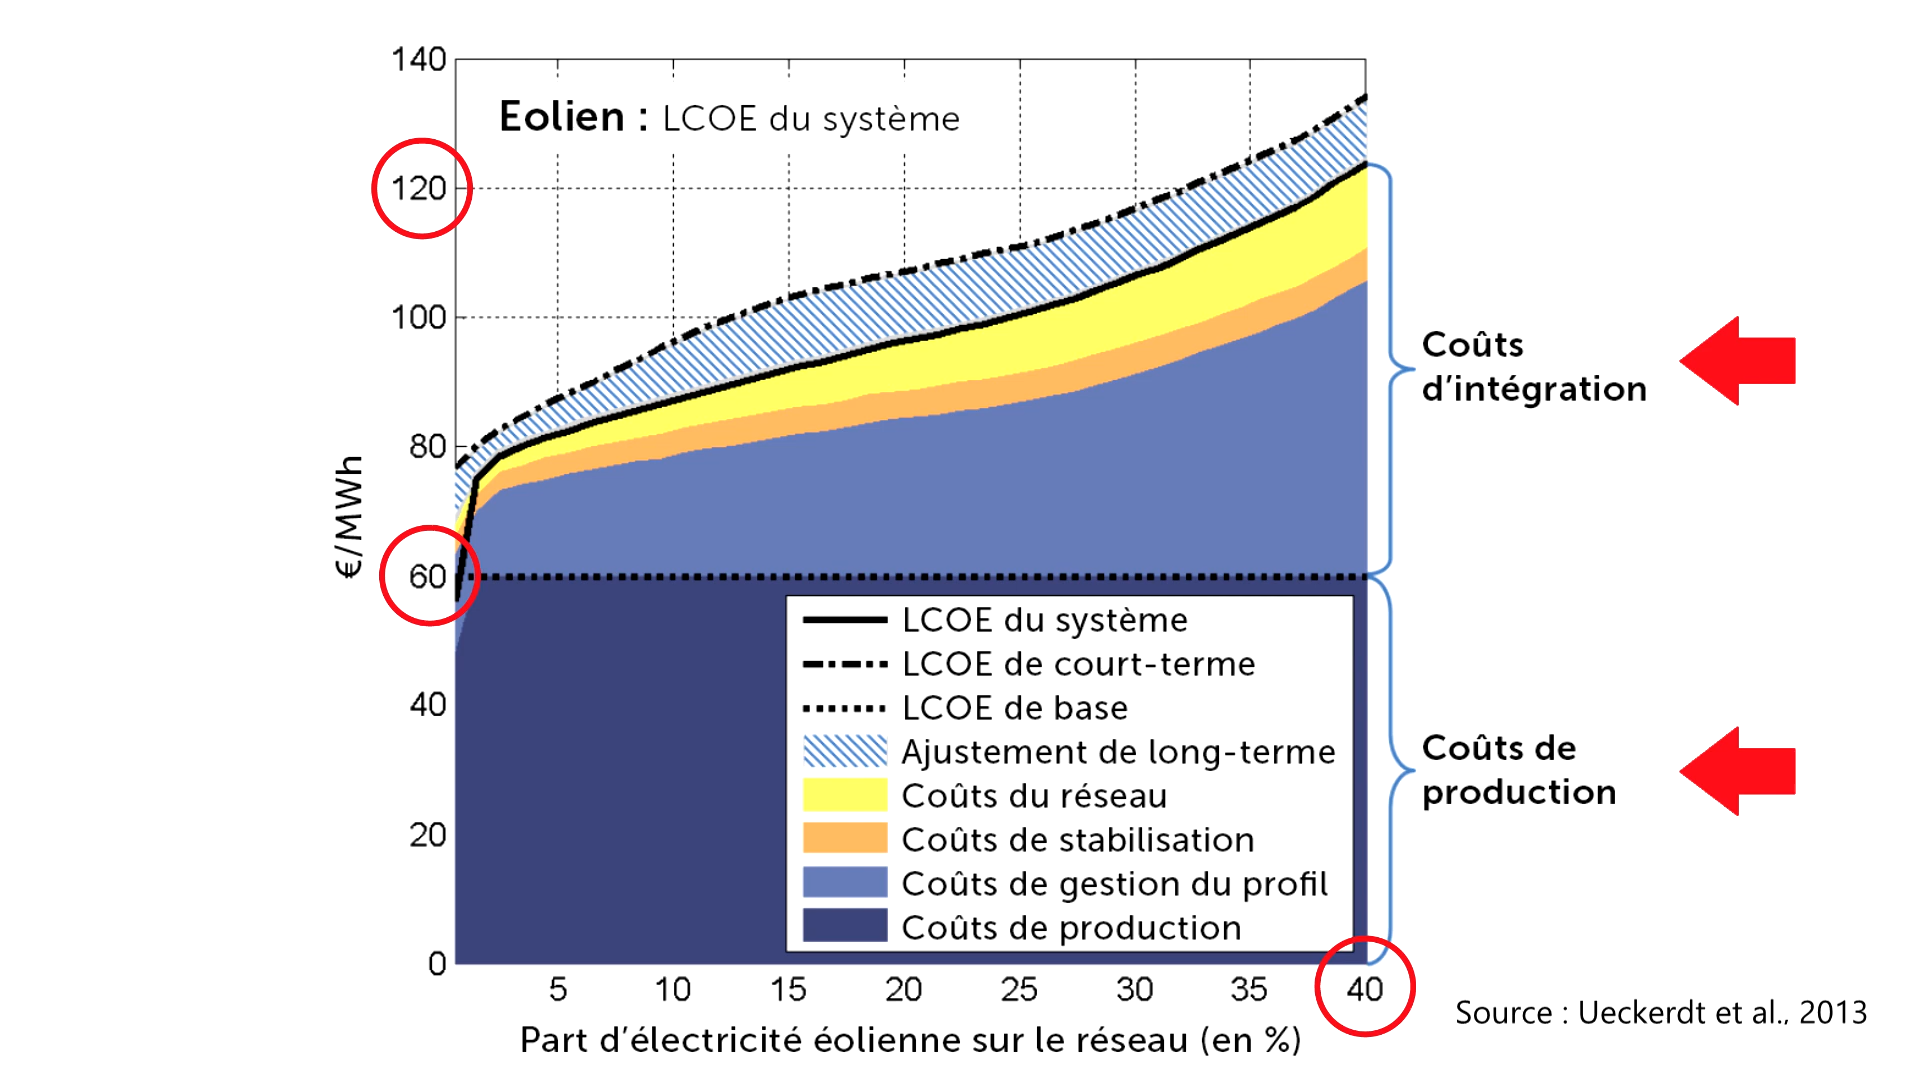 Eolien : LCOE du système
140
120
100
80
60
40
20
0
€/MWh
LCOE du système
LCOE de court-terme
LCOE de base
Ajustement de long-terme
Coûts du réseau
Coûts de stabilisation
Coûts de gestion du profil
Coûts de production
Coûts
d’intégration
Coûts de
production
5 10 15 20 25 30 35 40
Part d’électricité éolienne sur le réseau (en %)
Source : Ueckerdt et al., 2013